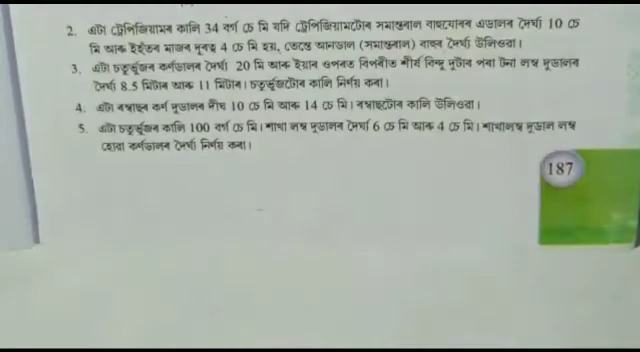 2. এটা ট্ৰেপিজিয়ামৰ কালি 34 বৰ্গ চে মি যদি ট্ৰেপিজিয়ামটোৰ সমান্তৰাল বাহুযোৰৰ এডালৰ দৈৰ্ঘ্য 10 চে
মি আৰু ইহঁতৰ মাজৰ দূৰত্ব 4 চে মি হয়, তেন্তে আনডাল (সমান্তৰাল) বাহুৰ দৈৰ্ঘ্য উলিওৱা।
3. এটা চতুৰ্ভুজৰ কৰ্ণডালৰ দৈৰ্ঘ্য 20 মি আৰু ইয়াৰ ওপৰত বিপৰীত শীৰ্ষ বিন্দু দুটাৰ পৰা টনা লম্ব দুডালৰ
দৈৰ্ঘ্য 8.5 মিটাৰ আৰু 11 মিটাৰ। চতুৰ্ভুজটোৰ কালি নিৰ্ণয় কৰা।
4. এটা ৰম্বাছৰ কৰ্ণ দুডালৰ দীঘ 10 চে মি আৰু 14 চে মি। ৰম্বাছটোৰ কালি উলিওৱা।
5. এটা চতুৰ্ভুজৰ কালি 100 বৰ্গ চে মি। শাখা লম্ব দুডালৰ দৈৰ্ঘ্য 6 চে মি আৰু 4 চে মি। শাখালম্ব দুডাল লম্ব
হোৱা কৰ্ণডালৰ দৈৰ্ঘ্য নিৰ্ণয় কৰা।
187